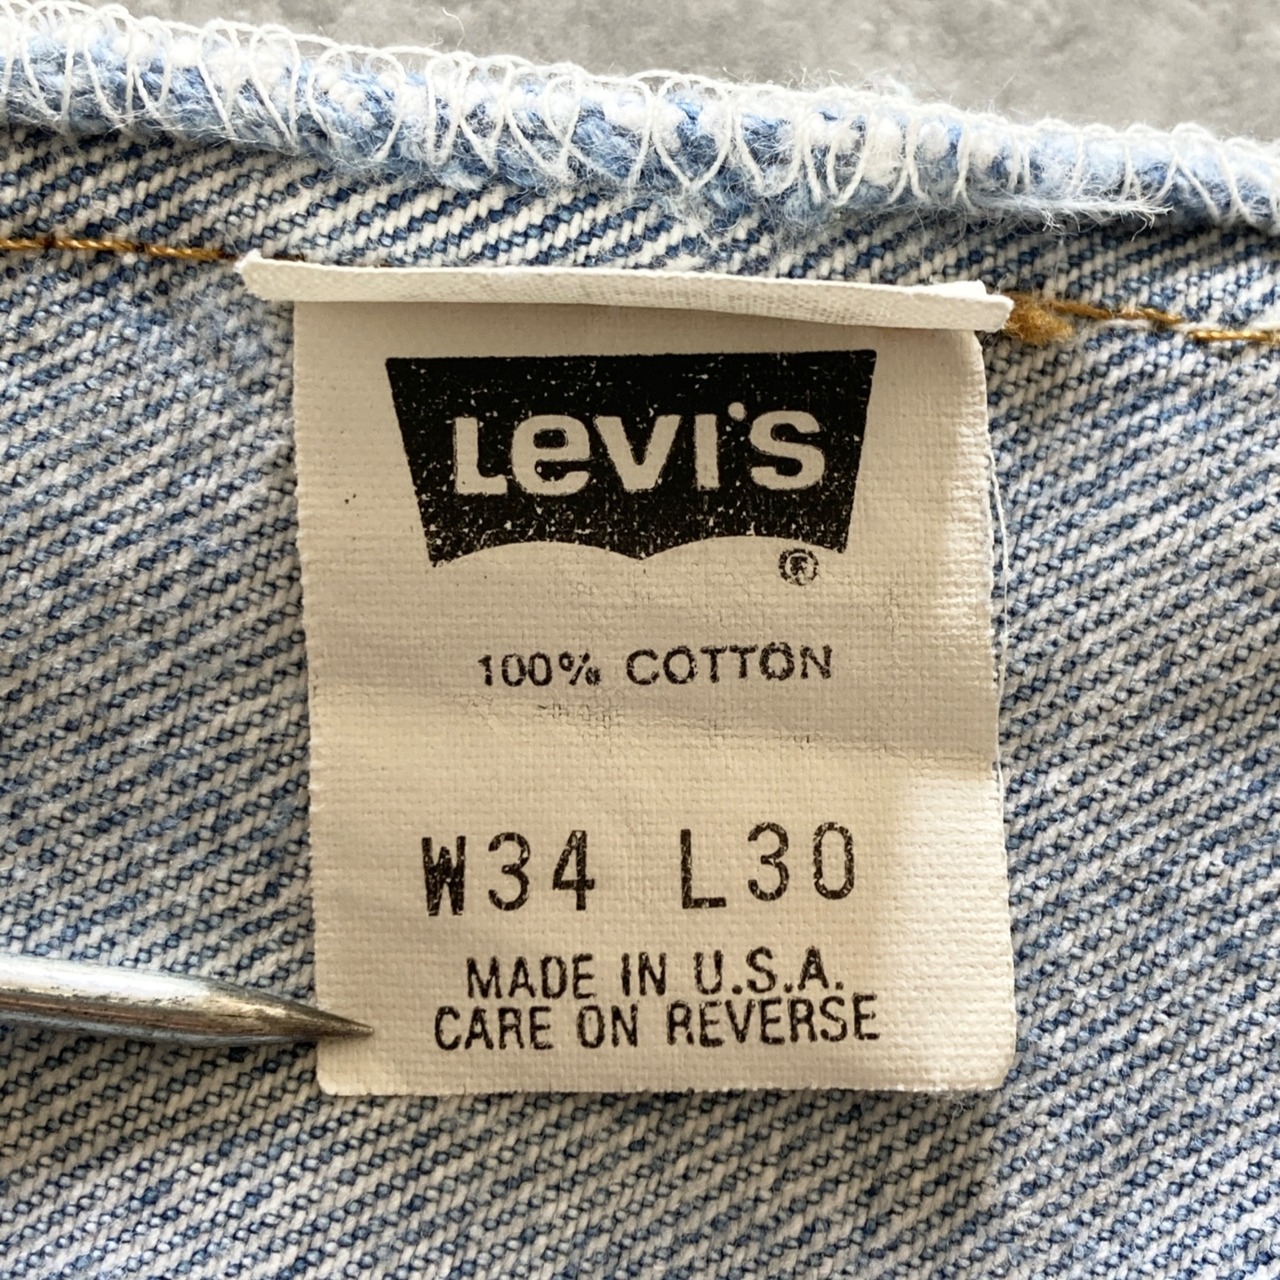 Levi's
®
100% COTTON
W34 L30
MADE IN U.S.A.
CARE ON REVERSE